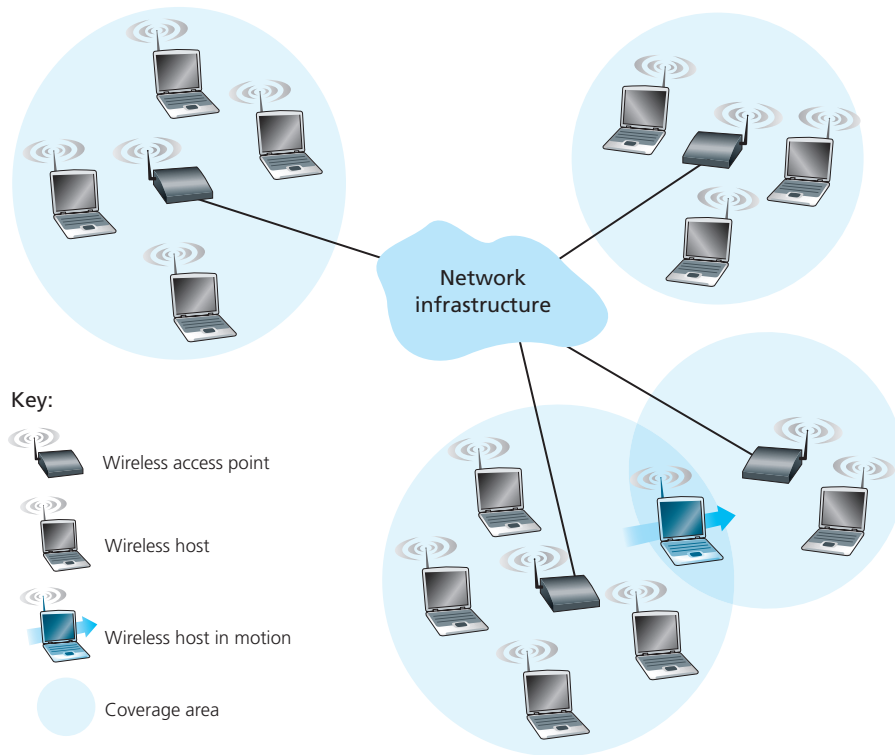 Network
infrastructure
Key:
Wireless access point
Wireless host
Wireless host in motion
Coverage area